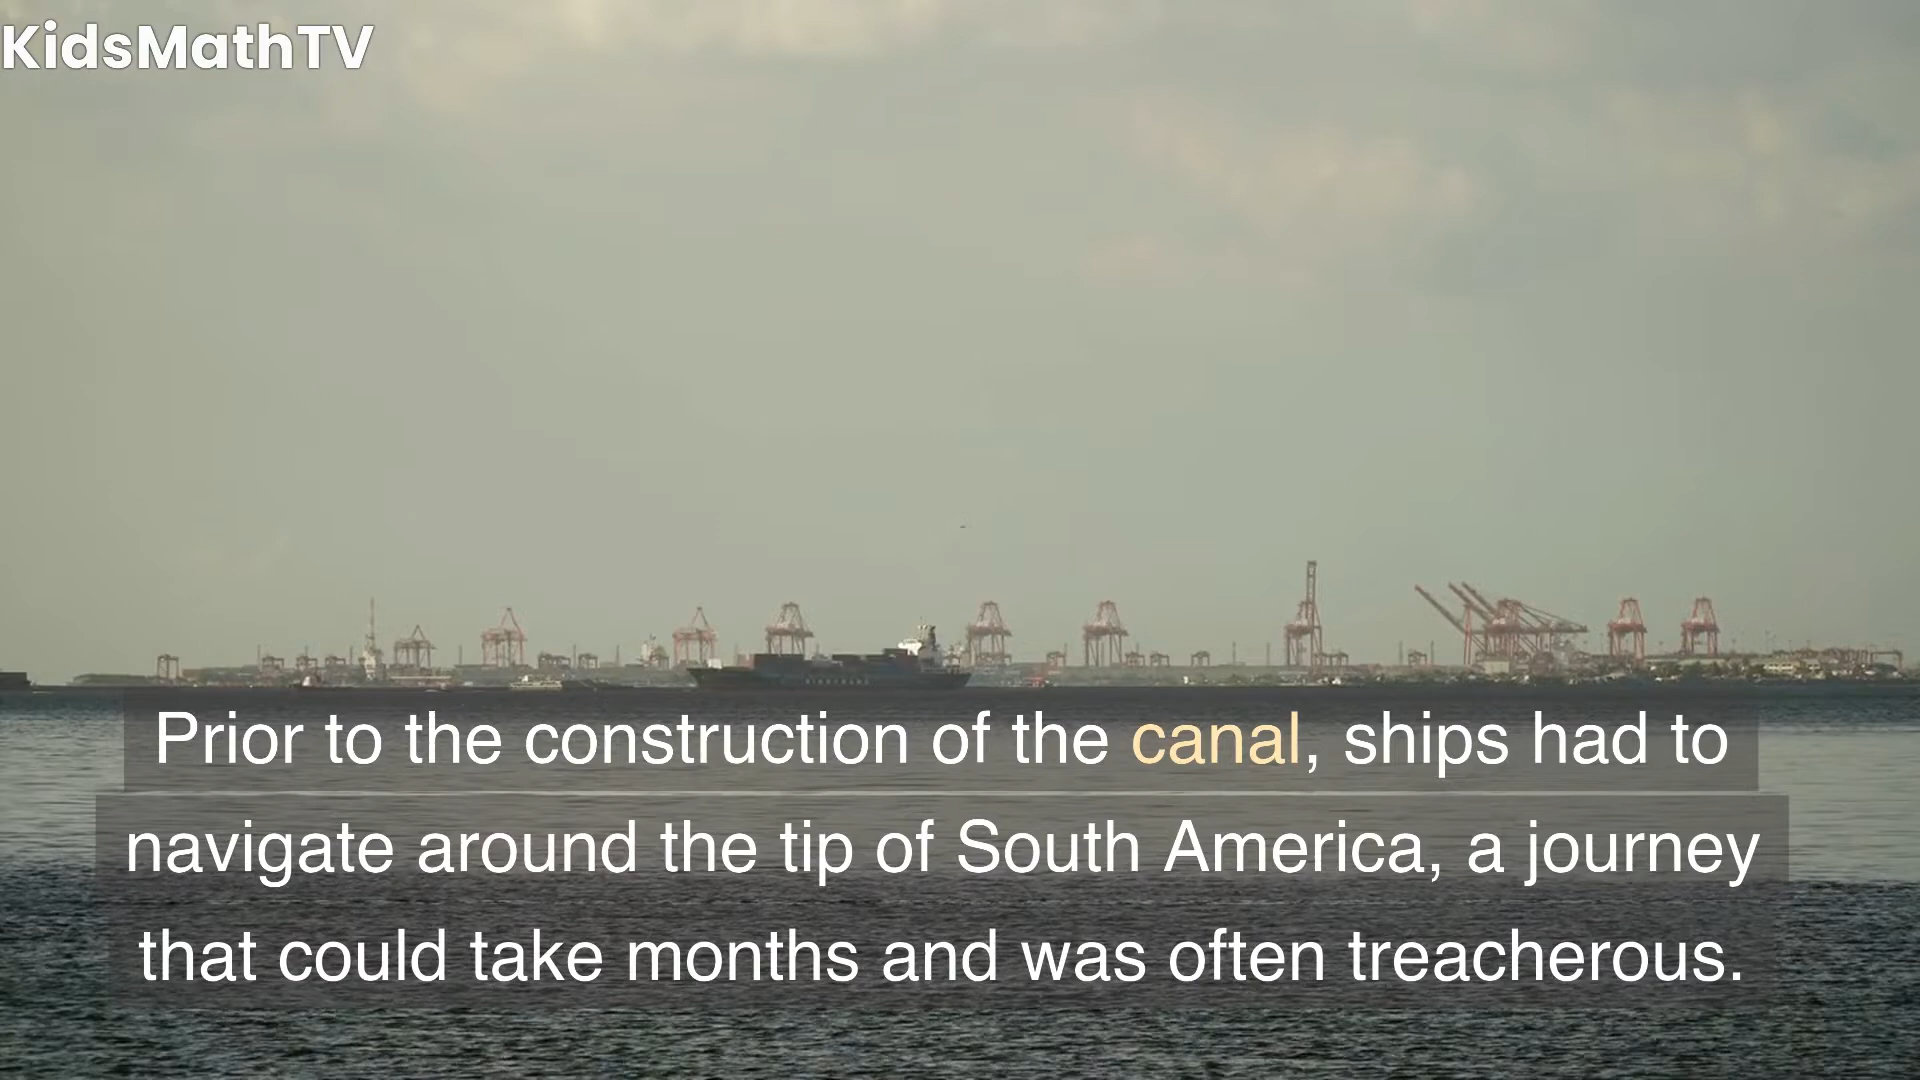 KidsMathTV
Prior to the construction of the canal, ships had to
navigate around the tip of South America, a journey
that could take months and was often treacherous.